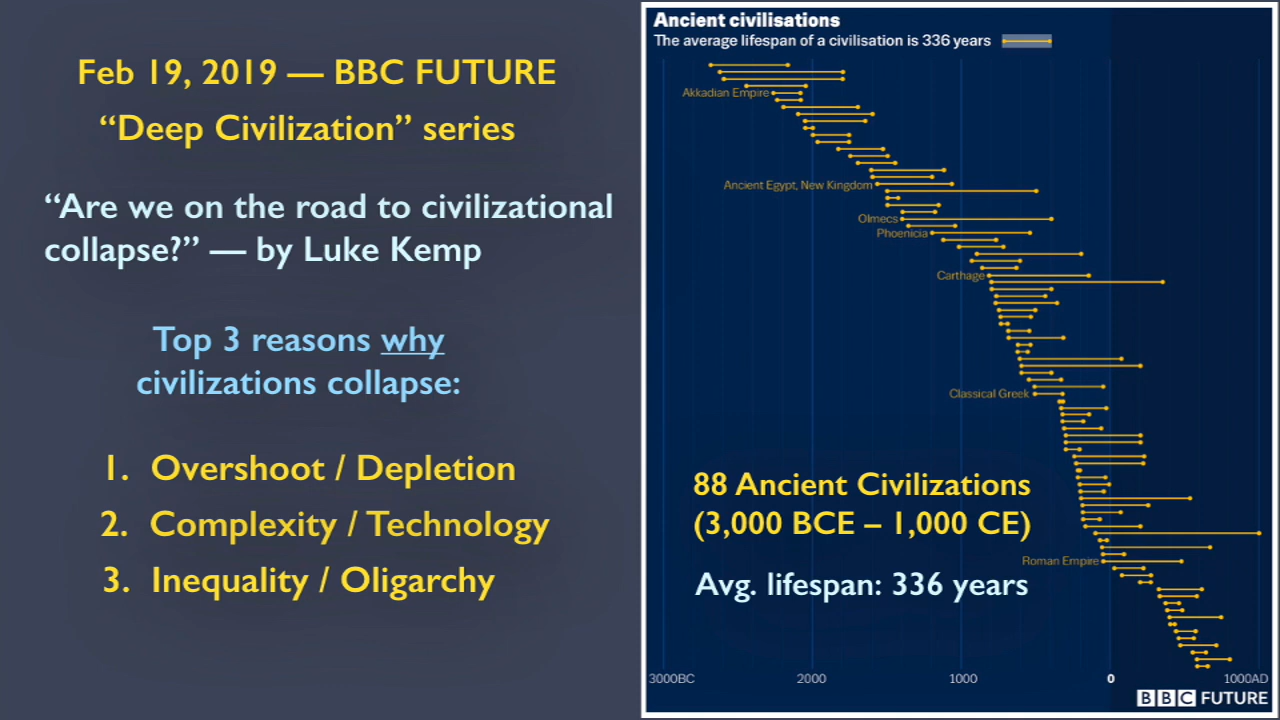 Feb 19, 2019 — BBC FUTURE
“Deep Civilization” series
“Are we on the road to civilizational
collapse?” — by Luke Kemp
Top 3 reasons why
civilizations collapse:
1. Overshoot / Depletion
2. Complexity / Technology
3. Inequality / Oligarchy
Ancient civilisations
The average lifespan of a civilisation is 336 years
Akkadian Empire
Ancient Egypt, New Kingdom
Olmecs
Phoenicia
Carthage
Classical Greek
88 Ancient Civilizations
(3,000 BCE – 1,000 CE)
Roman Empire
Avg. lifespan: 336 years
3000BC 2000 1000 0 1000AD
BBC FUTURE